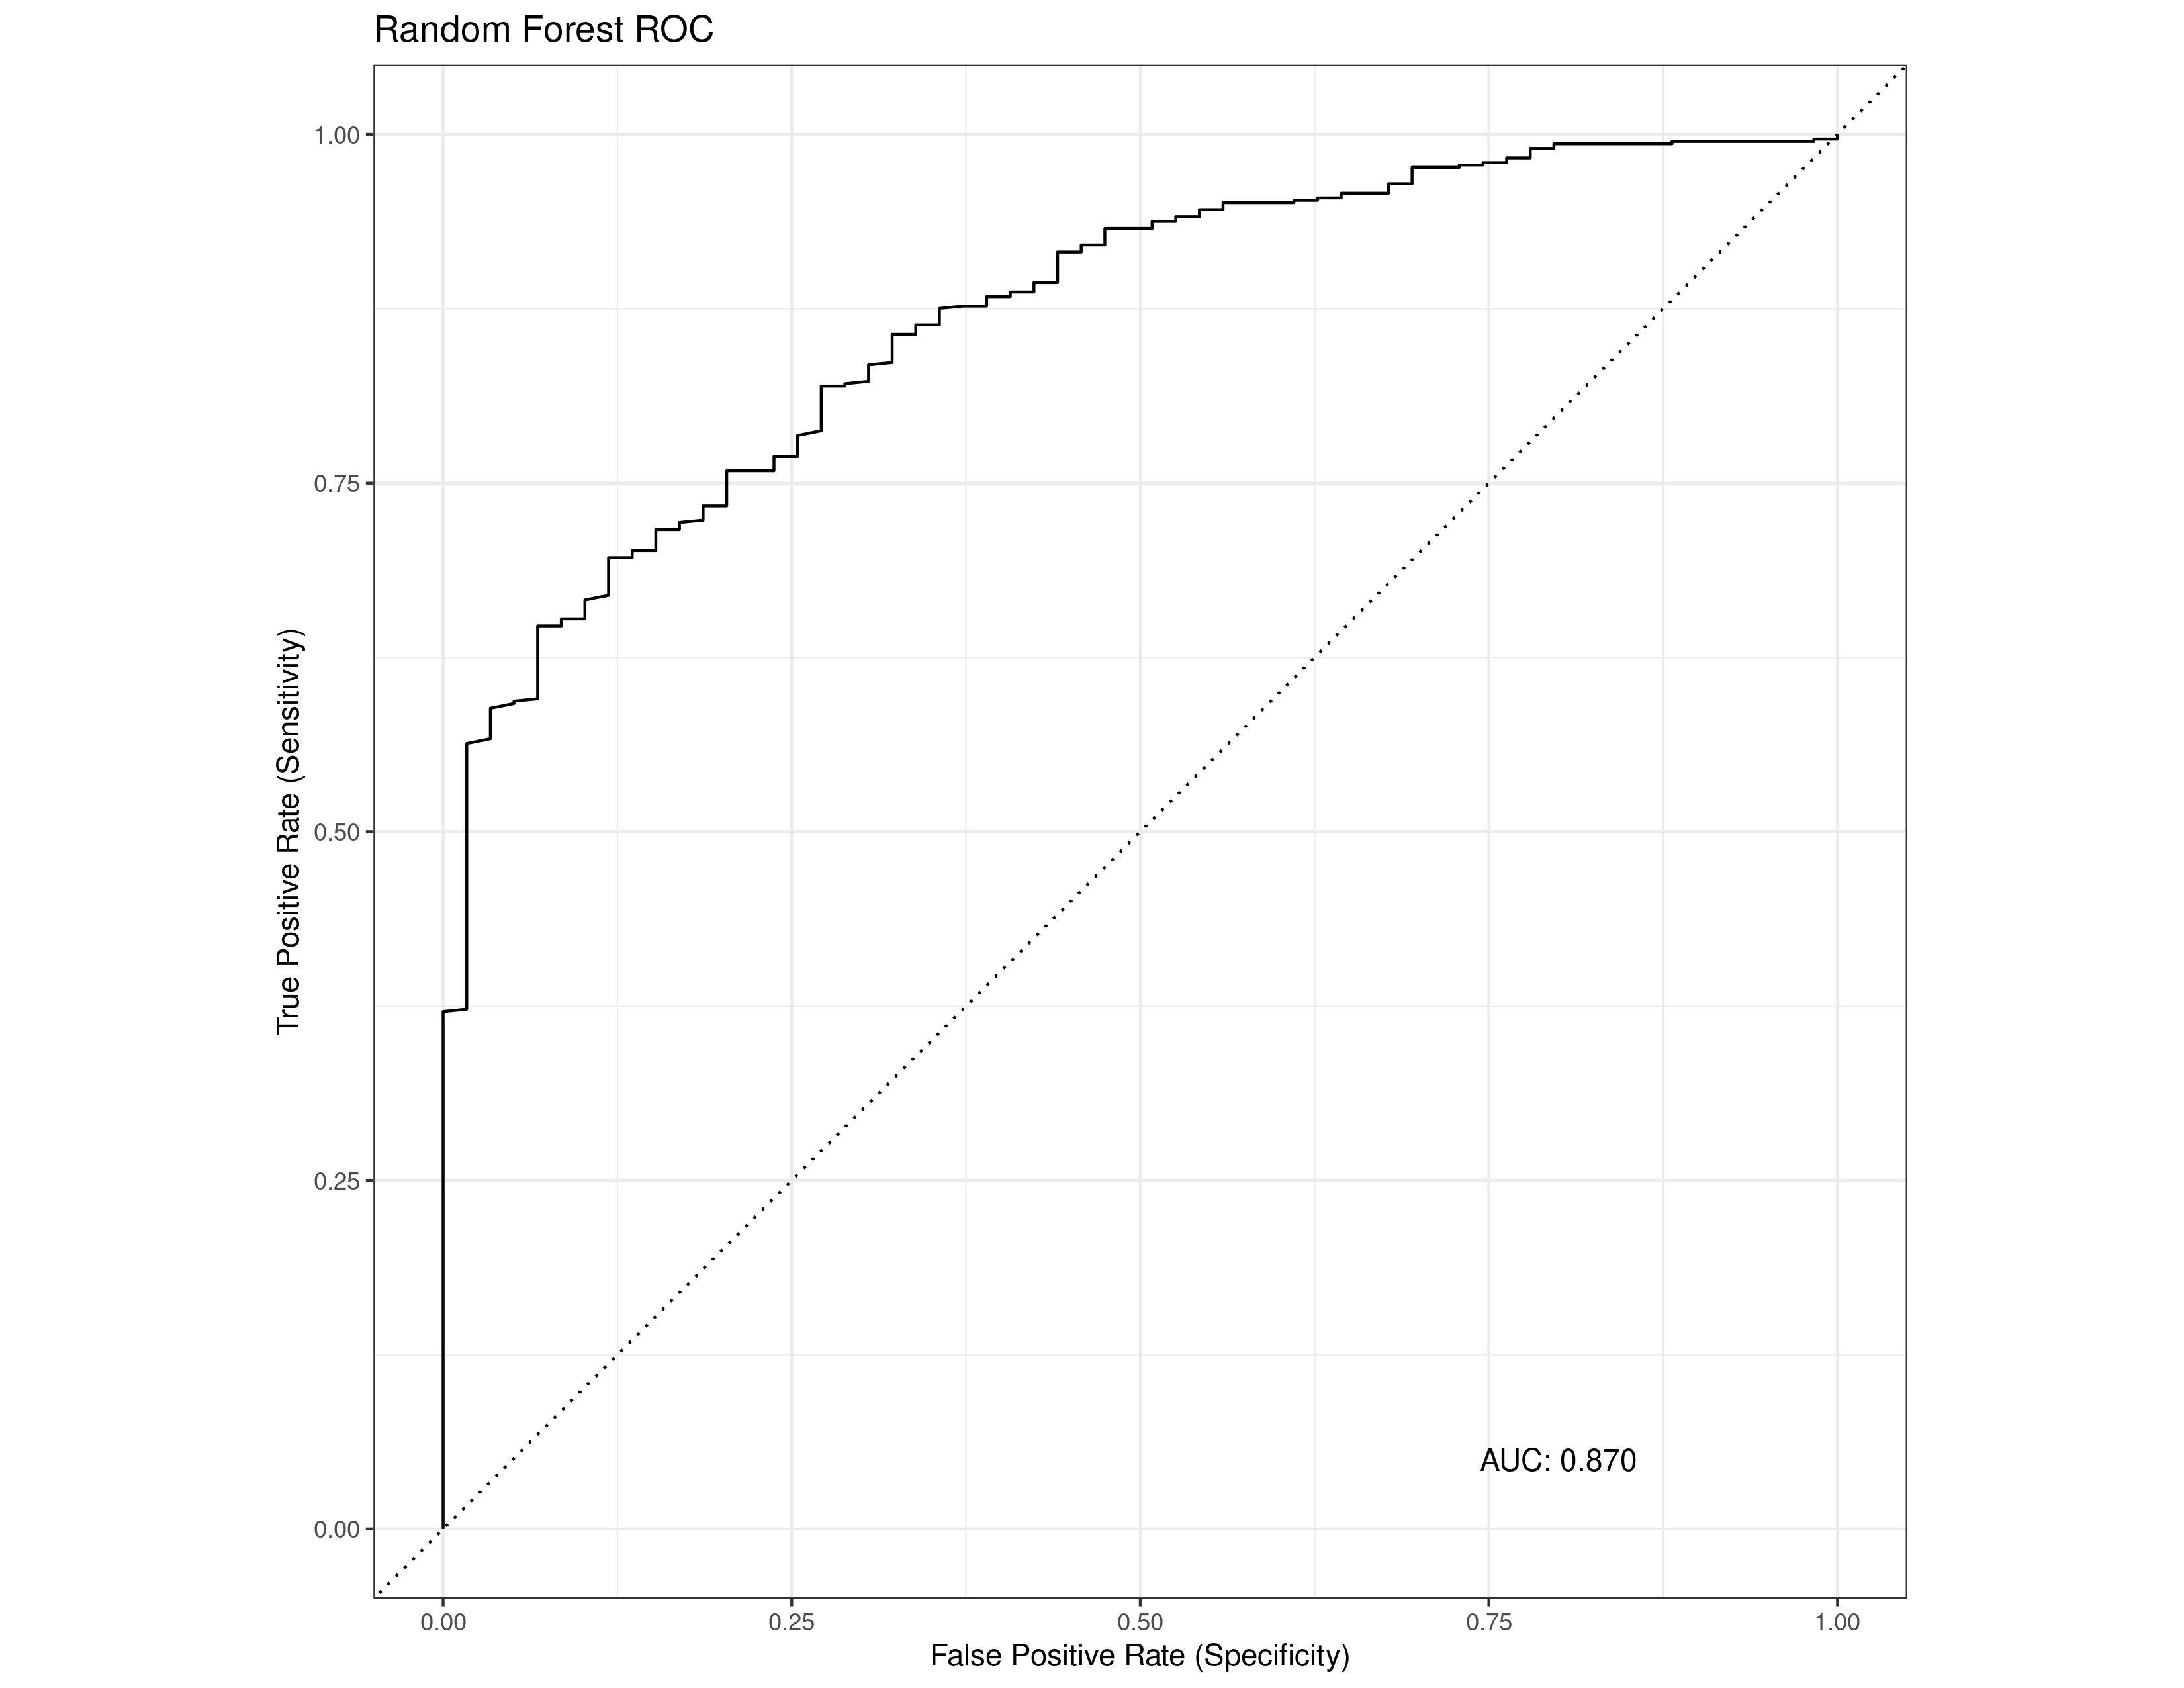 Random Forest ROC
True Positive Rate (Sensitivity)
1.00
0.75
0.50
0.25
0.00
AUC: 0.870
0.00 0.25 0.50 0.75 1.00
False Positive Rate (Specificity)